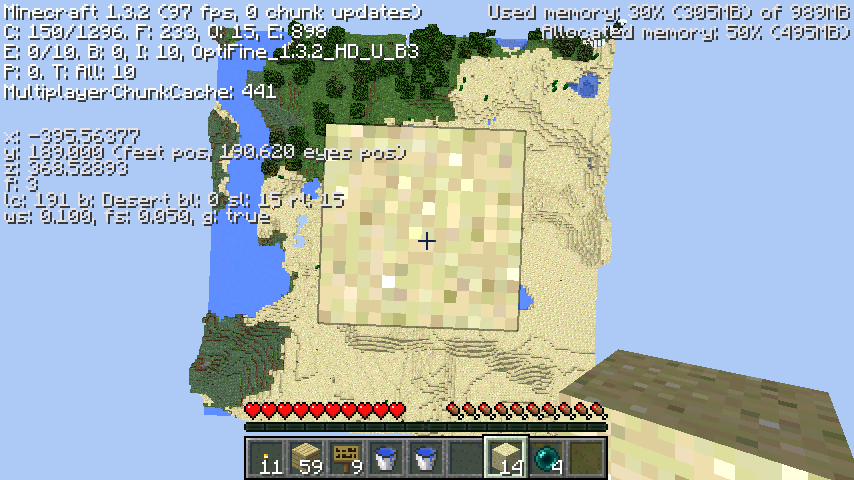 Minecraft 1.3.2 (97 fps, 0 chunk updates)
Used memory: 30% (305MB) of 989MB
C: 150/1296, F: 233, O: 15, E: 898
Allocated memory: 50% (495MB)
E: 0/10, B: 0, I: 10, OptiFine_1.3.2_HD_U_B3
P: 0, T: All: 10
MultiplayerChunkCache: 441
x: -395.56377
y: 189.000 (feet pos, 190.620 eyes pos)
z: 368.52893
f: 3
lc: 191 b: Desert bl: 0 sl: 15 rl: 15
ws: 0.100, fs: 0.050, g: true
11
59
9
14
4